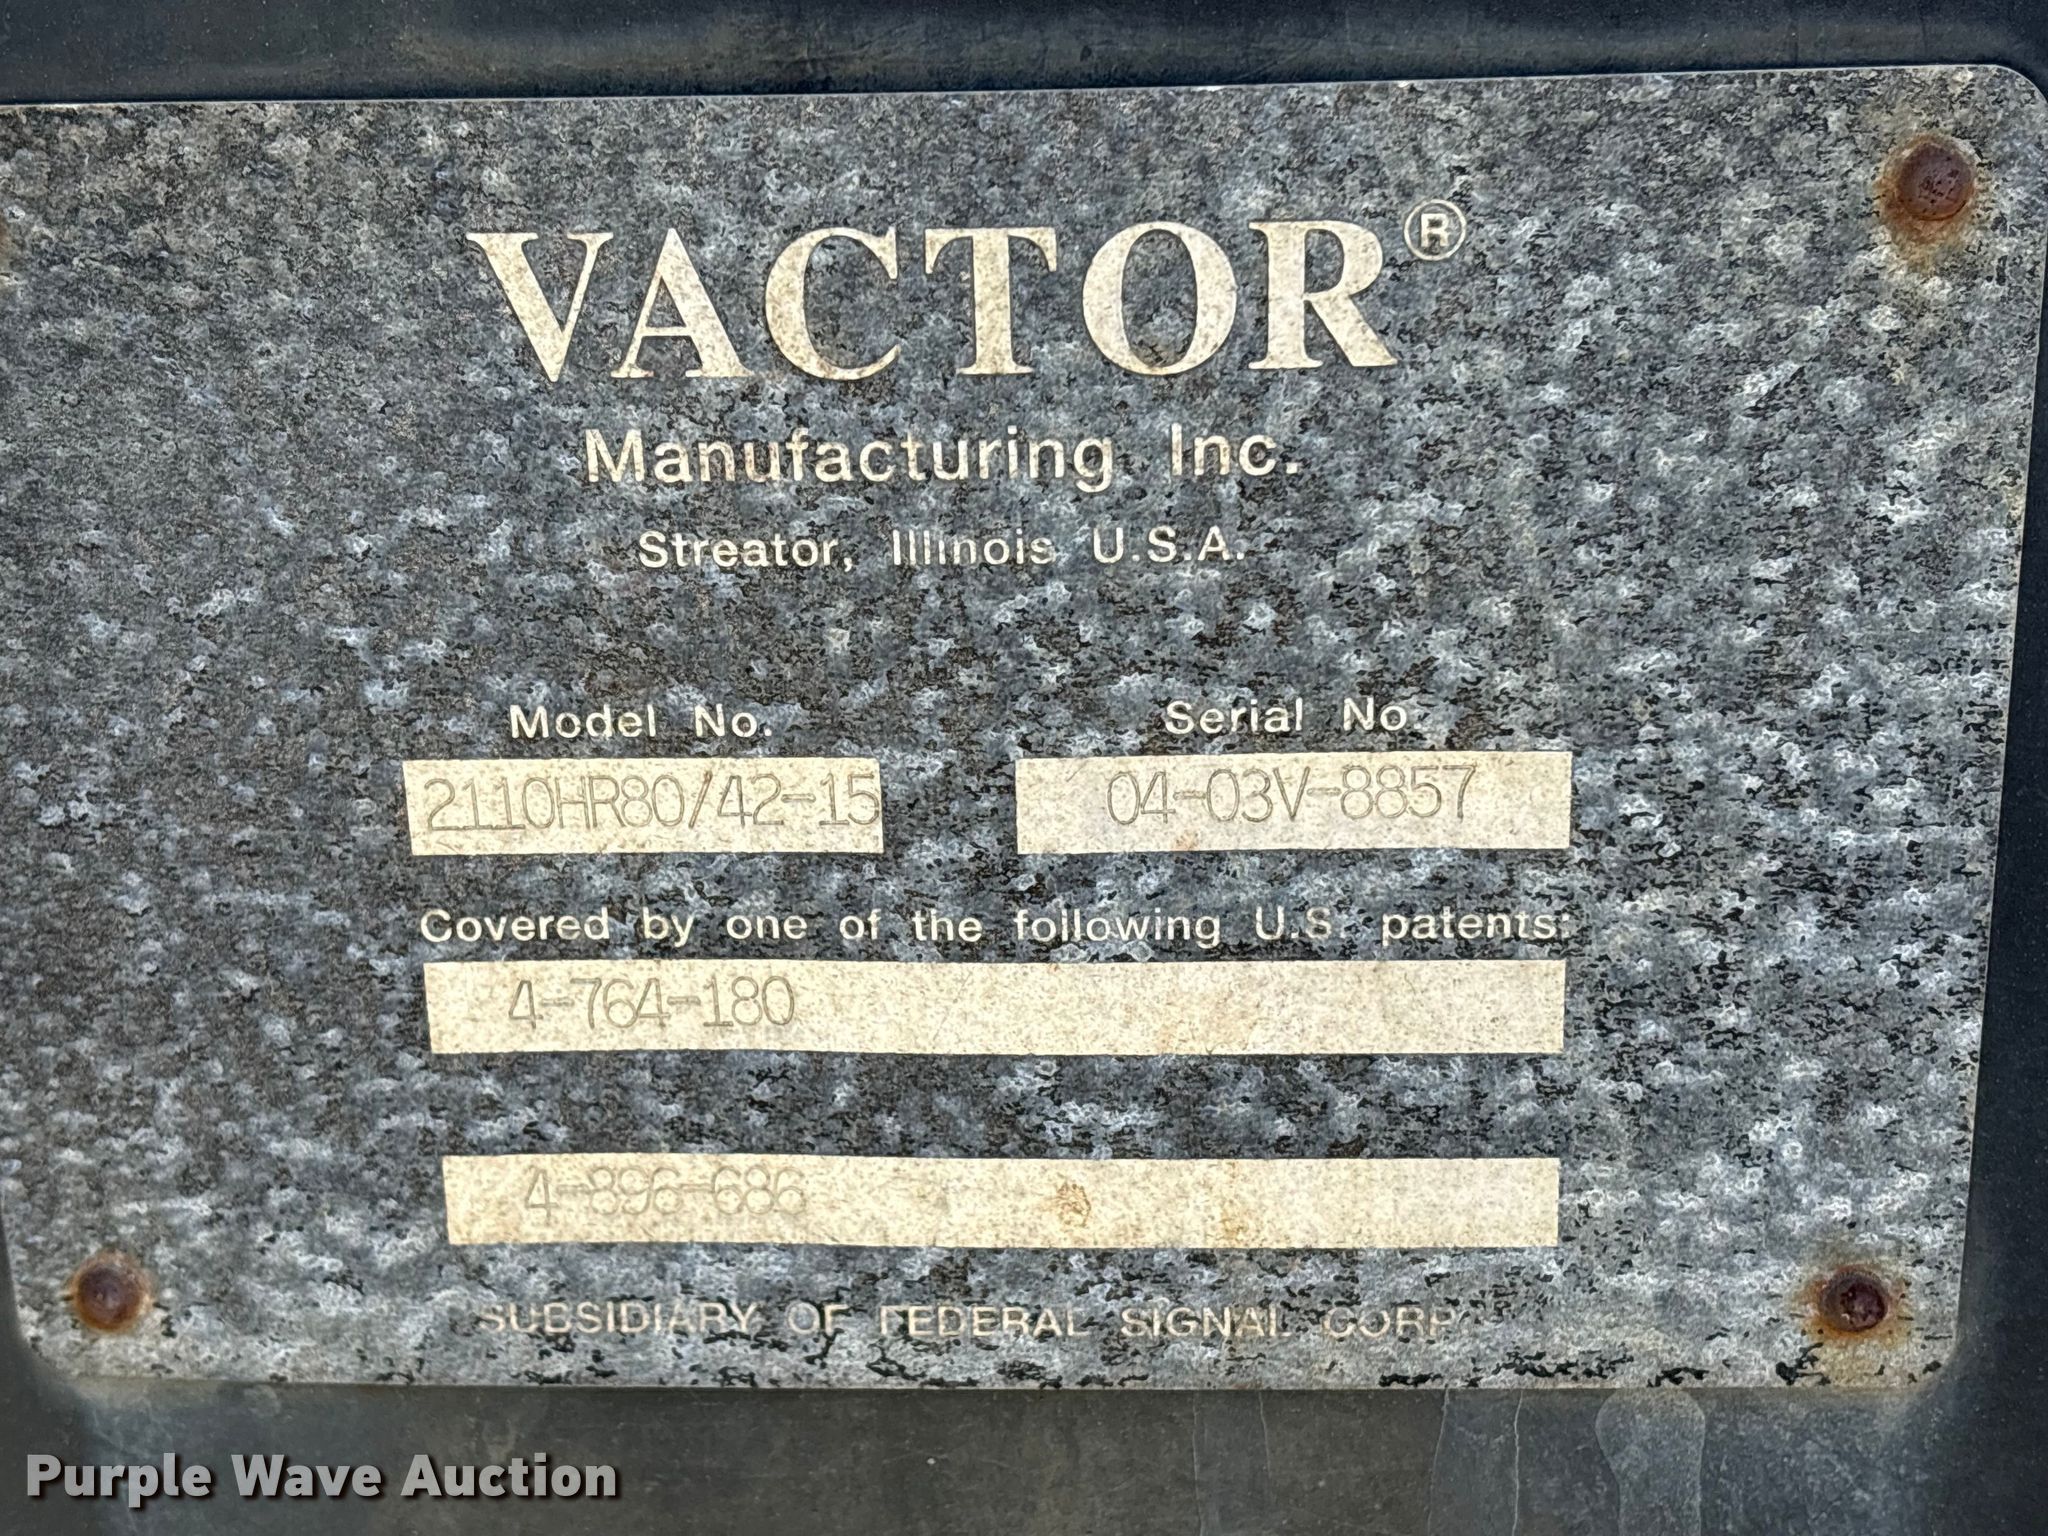 VACTOR®
Manufacturing Inc.
Streator, Illinois U.S.A.
Model No. Serial No.
2110HR80/42-15 04-03V-8857
Covered by one of the following U.S. patents:
4-764-180
4-896-686
SUBSIDIARY OF FEDERAL SIGNAL CORP.
Purple Wave Auction